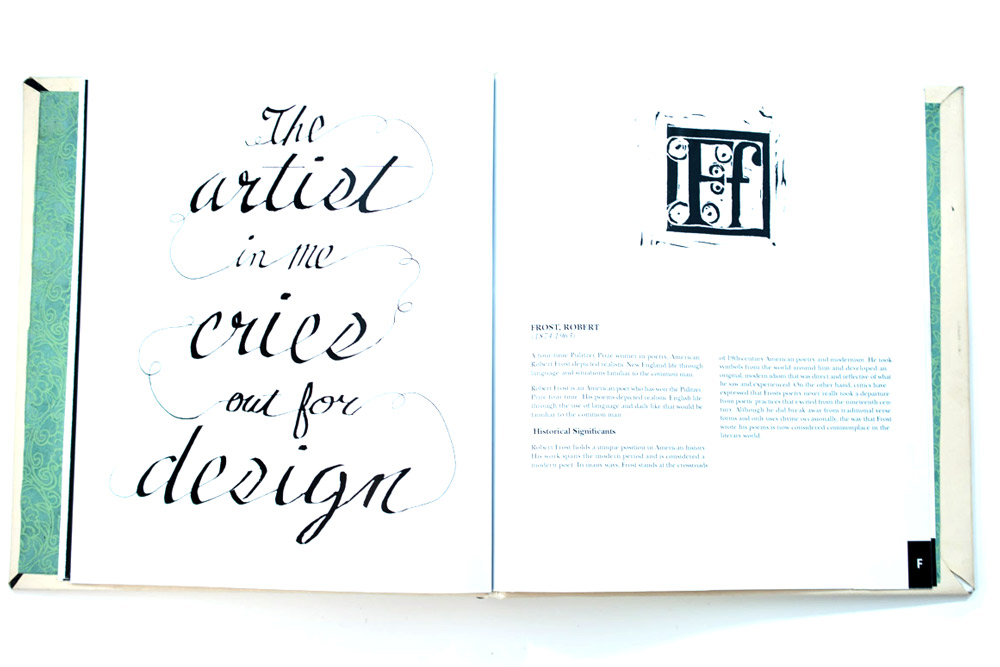 The
artist
in me
cries
out for
design
Ff
FROST, ROBERT
(1874-1963)
A four-time Pulitzer Prize winner in poetry, American
Robert Frost depicted realistic New England life through
language and situations familiar to the common man.
Robert Frost is an American poet who has won the Pulitzer
Prize four time. His poems depicted realistic English life
through the use of language and daily like that would be
familiar to the common man.
Historical Significants
Robert Frost holds a unique position in American history.
His work spans the modern period and is considered a
modern poet. In many ways, Frost stands at the crossroads
of 19th-century American poetry and modernism. He took
symbols from the world around him and developed an
original, modern idiom that was direct and reflective of what
he saw and experienced. On the other hand, critics have
expressed that Frosts poetry never really took a departure
from poetic practices that existed from the nineteenth cen-
tury. Although he did break away from traditional verse
forms and only uses rhyme occasionally, the way that Frost
wrote his poems is now considered commonplace in the
literary world.
F